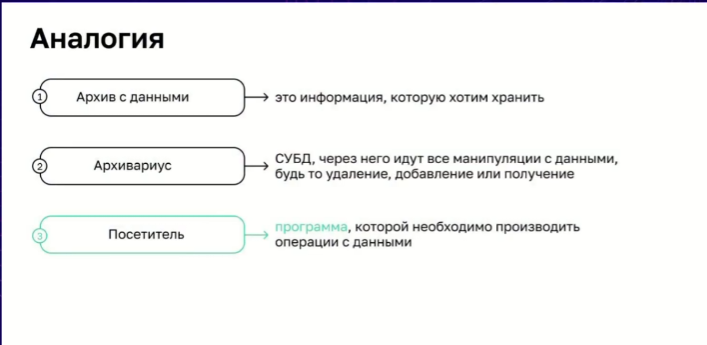 Аналогия
1 Архив с данными
это информация, которую хотим хранить
2 Архивариус
СУБД, через него идут все манипуляции с данными,
будь то удаление, добавление или получение
3 Посетитель
программа, которой необходимо производить
операции с данными